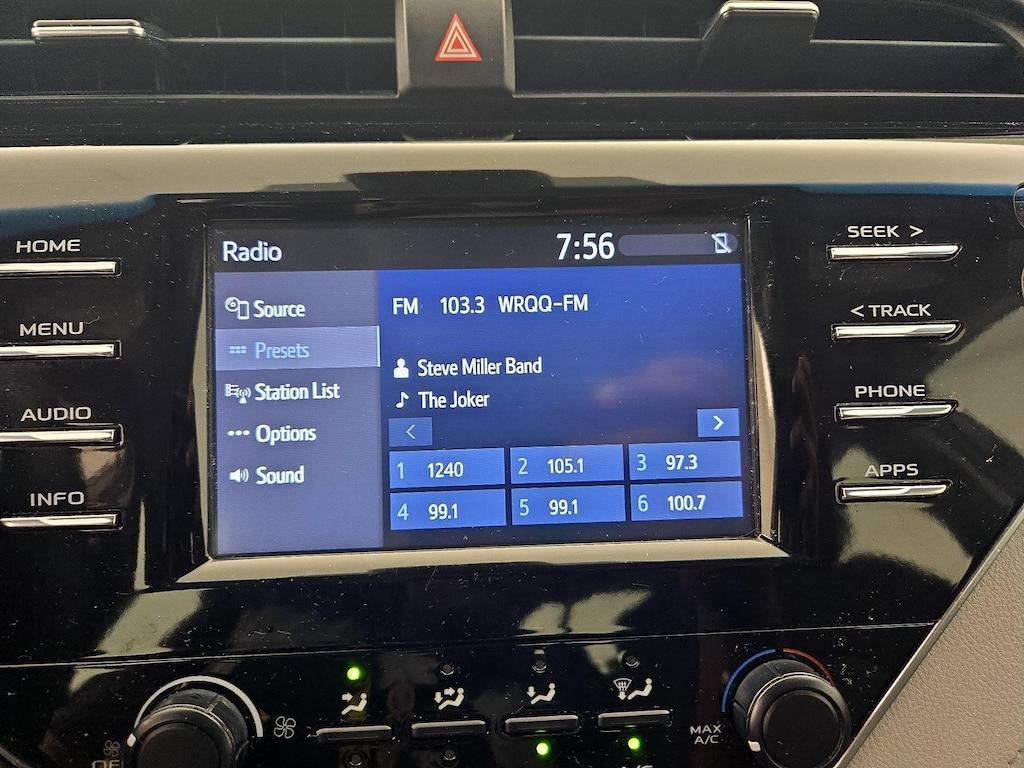 Radio 7:56
HOME
MENU
AUDIO
INFO
Source
Presets
Station List
Options
Sound
FM 103.3 WRQQ-FM
Steve Miller Band
The Joker
< >
1 1240 2 105.1 3 97.3
4 99.1 5 99.1 6 100.7
SEEK >
< TRACK
PHONE
APPS
MAX
A/C